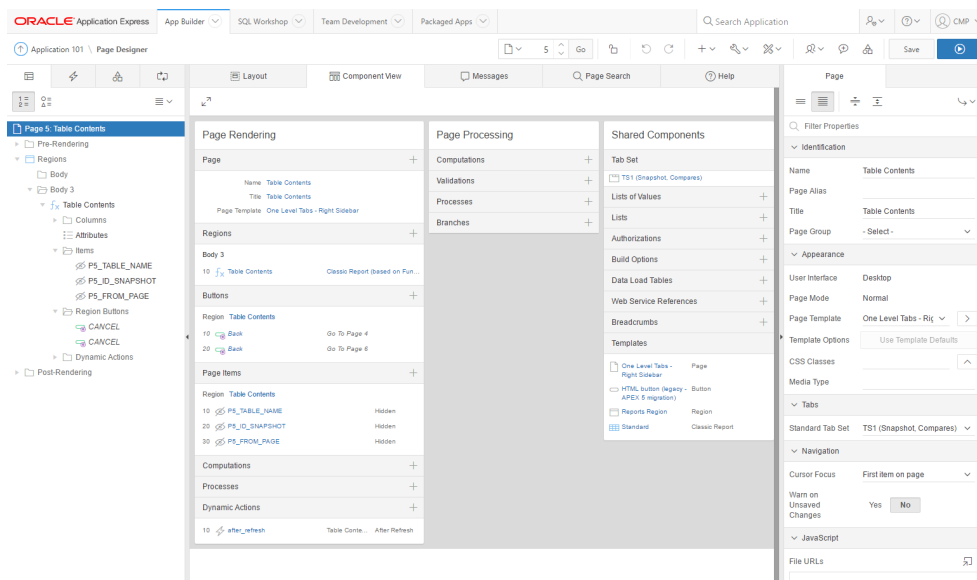 ORACLE Application Express
App Builder
SQL Workshop
Team Development
Packaged Apps
Search Application
CMP
Application 101 \ Page Designer
5
Go
Save
Layout
Component View
Messages
Page Search
Help
Page
Page 5: Table Contents
Pre-Rendering
Regions
Body
Body 3
Table Contents
Columns
Attributes
Items
P5_TABLE_NAME
P5_ID_SNAPSHOT
P5_FROM_PAGE
Region Buttons
CANCEL
CANCEL
Dynamic Actions
Post-Rendering
Page Rendering
Page
Name Table Contents
Title Table Contents
Page Template One Level Tabs - Right Sidebar
Regions
Body 3
10 fx Table Contents Classic Report (based on Fun...
Buttons
Region Table Contents
10 Back Go To Page 4
20 Back Go To Page 6
Page Items
Region Table Contents
10 P5_TABLE_NAME Hidden
20 P5_ID_SNAPSHOT Hidden
30 P5_FROM_PAGE Hidden
Computations
Processes
Dynamic Actions
10 after_refresh Table Conte... After Refresh
Page Processing
Computations
Validations
Processes
Branches
Shared Components
Tab Set
TS1 (Snapshot, Compares)
Lists of Values
Lists
Authorizations
Build Options
Data Load Tables
Web Service References
Breadcrumbs
Templates
One Level Tabs - Page
Right Sidebar
HTML button (legacy - Button
APEX 5 migration)
Reports Region Region
Standard Classic Report
Filter Properties
Identification
Name Table Contents
Page Alias
Title Table Contents
Page Group - Select -
Appearance
User Interface Desktop
Page Mode Normal
Page Template One Level Tabs - Rig
Template Options Use Template Defaults
CSS Classes
Media Type
Tabs
Standard Tab Set TS1 (Snapshot, Compares)
Navigation
Cursor Focus First item on page
Warn on
Unsaved Yes No
Changes
JavaScript
File URLs